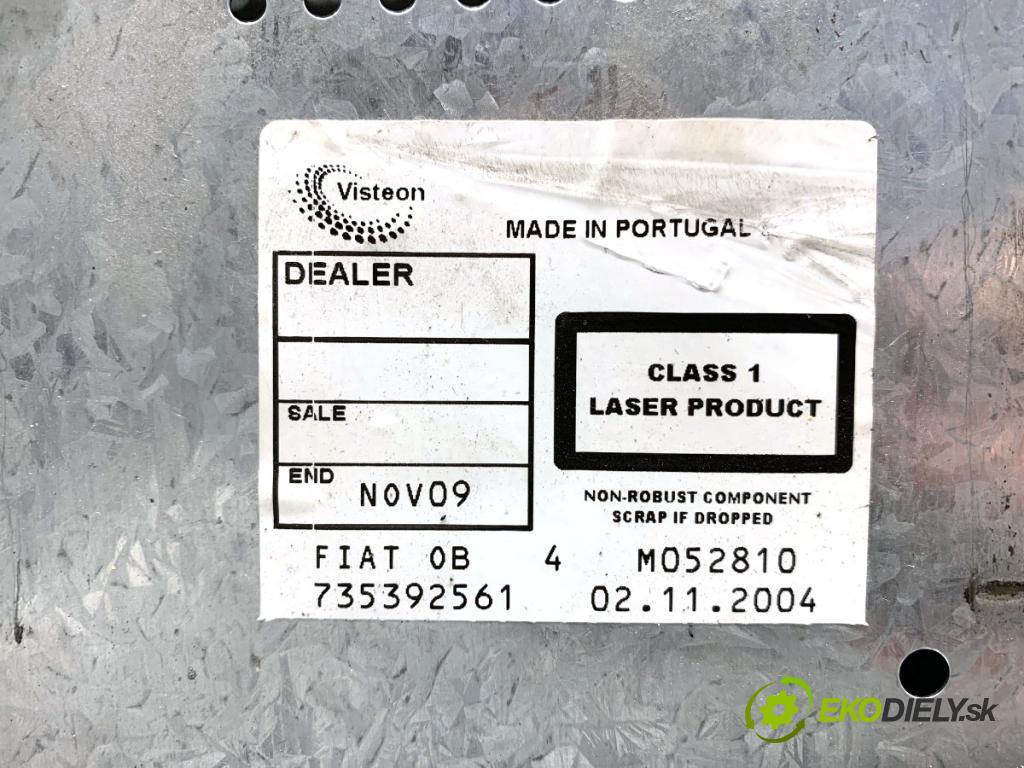 Visteon
MADE IN PORTUGAL
DEALER
SALE
END NOV09
CLASS 1
LASER PRODUCT
NON-ROBUST COMPONENT
SCRAP IF DROPPED
FIAT 0B 4 M052810
735392561 02.11.2004
EKODIELY.sk